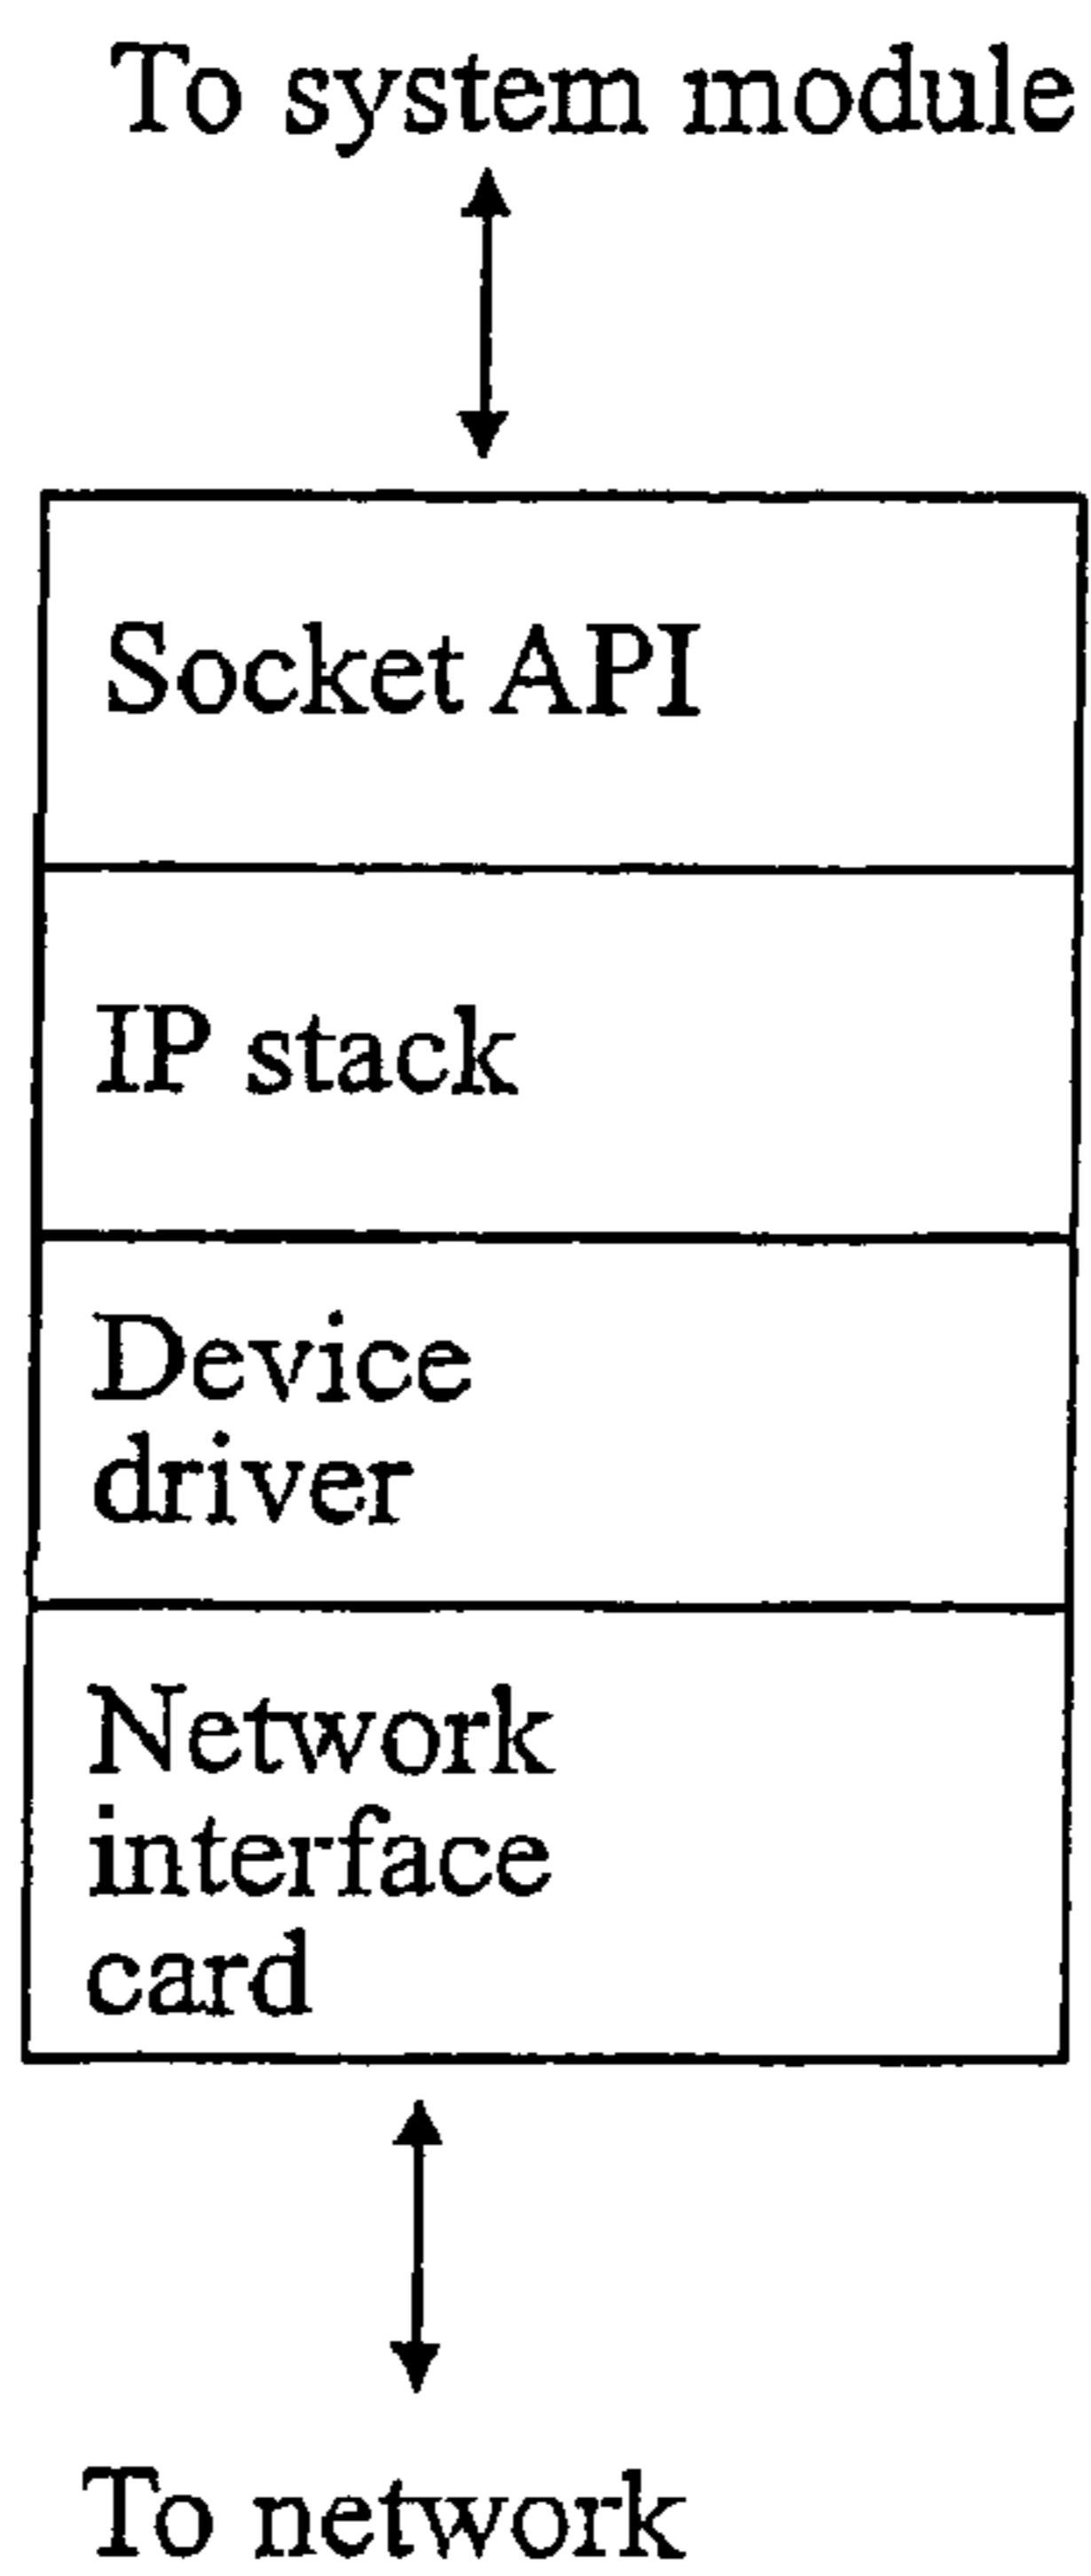 To system module
Socket API
IP stack
Device
driver
Network
interface
card
To network